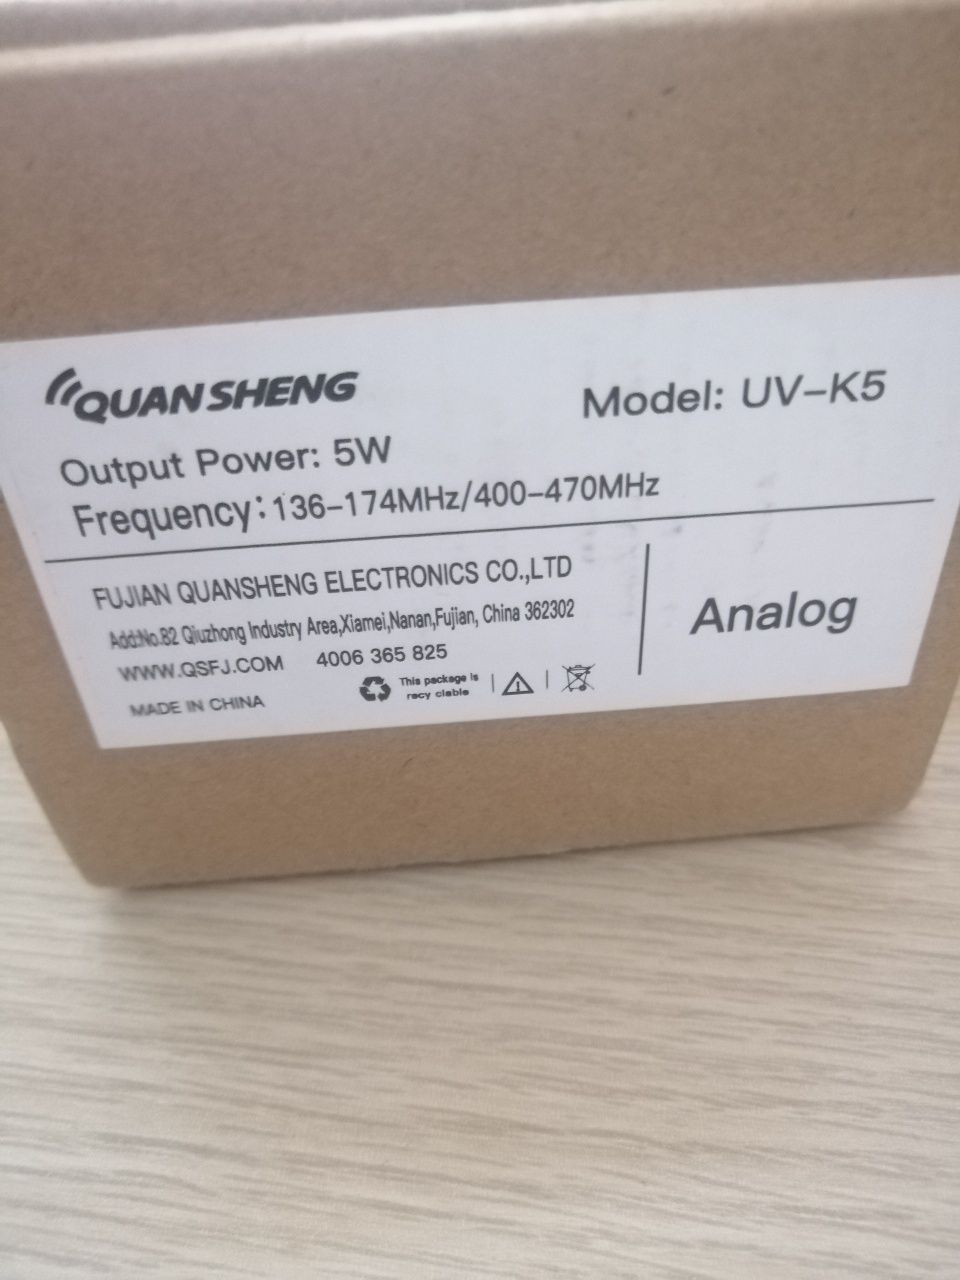 QUANSHENG
Model: UV-K5
Output Power: 5W
Frequency:136-174MHz/400-470MHz
FUJIAN QUANSHENG ELECTRONICS CO.,LTD
Add:No.82 Qiuzhong Industry Area,Xiamei,Nanan,Fujian, China 362302
WWW.QSFJ.COM 4006 365 825
MADE IN CHINA
This package is
recy clable
Analog